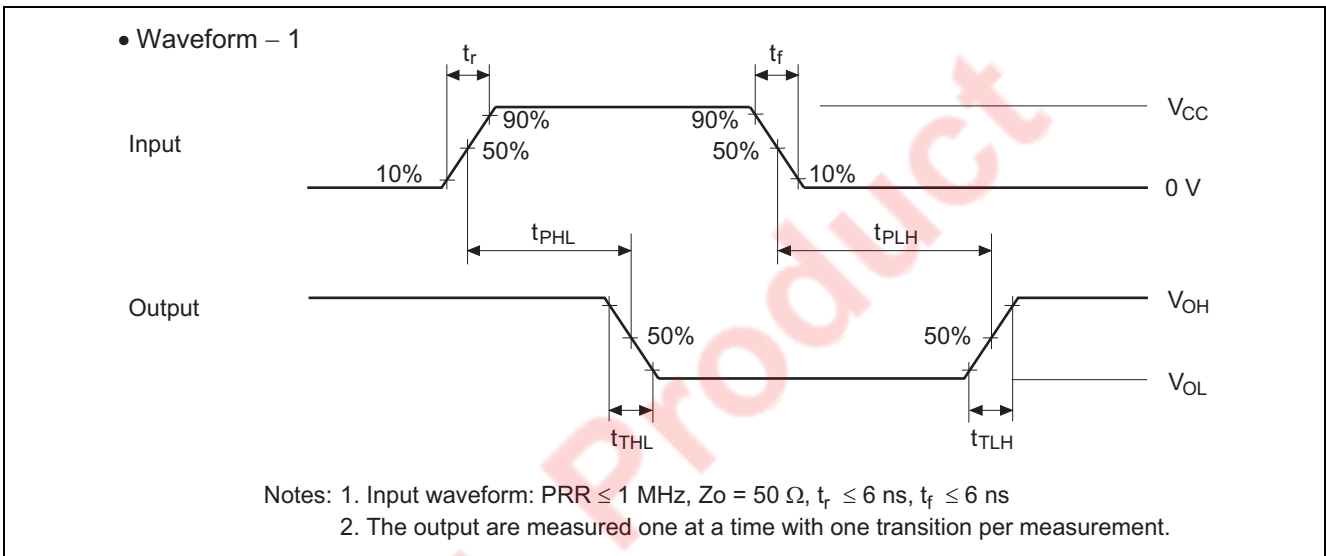 • Waveform – 1
tr
tf
90%
90%
VCC
Input
50%
50%
10%
10%
0 V
tPHL
tPLH
Output
VOH
50%
50%
VOL
tTHL
tTLH
Notes: 1. Input waveform: PRR ≤ 1 MHz, Zo = 50 Ω, tr ≤ 6 ns, tf ≤ 6 ns
2. The output are measured one at a time with one transition per measurement.
Product